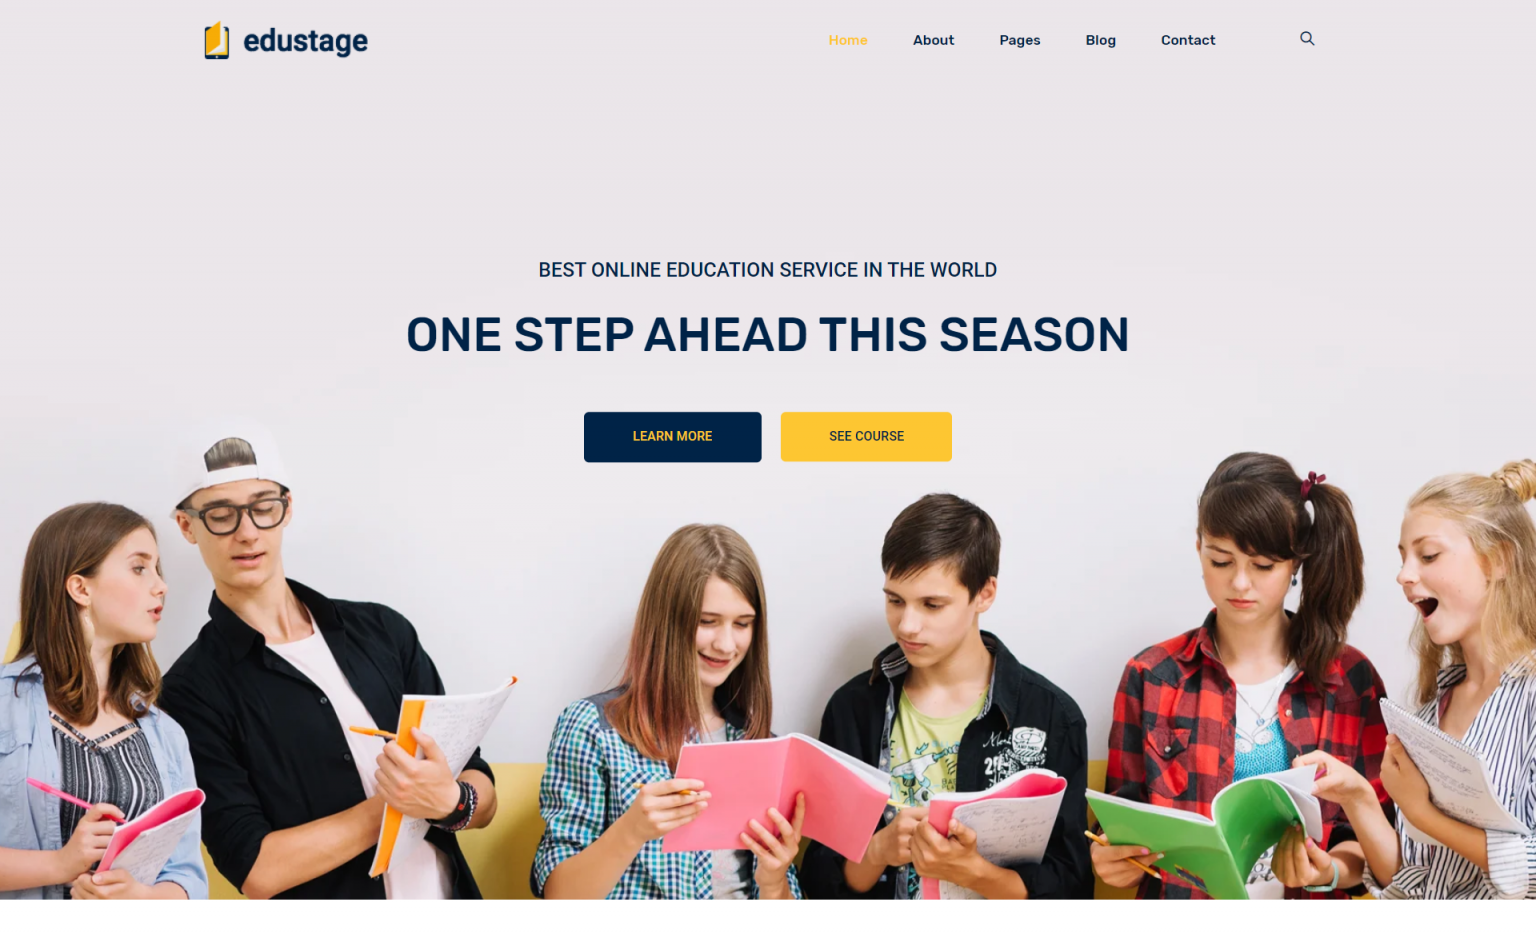 edustage
Home About Pages Blog Contact
BEST ONLINE EDUCATION SERVICE IN THE WORLD
ONE STEP AHEAD THIS SEASON
LEARN MORE SEE COURSE